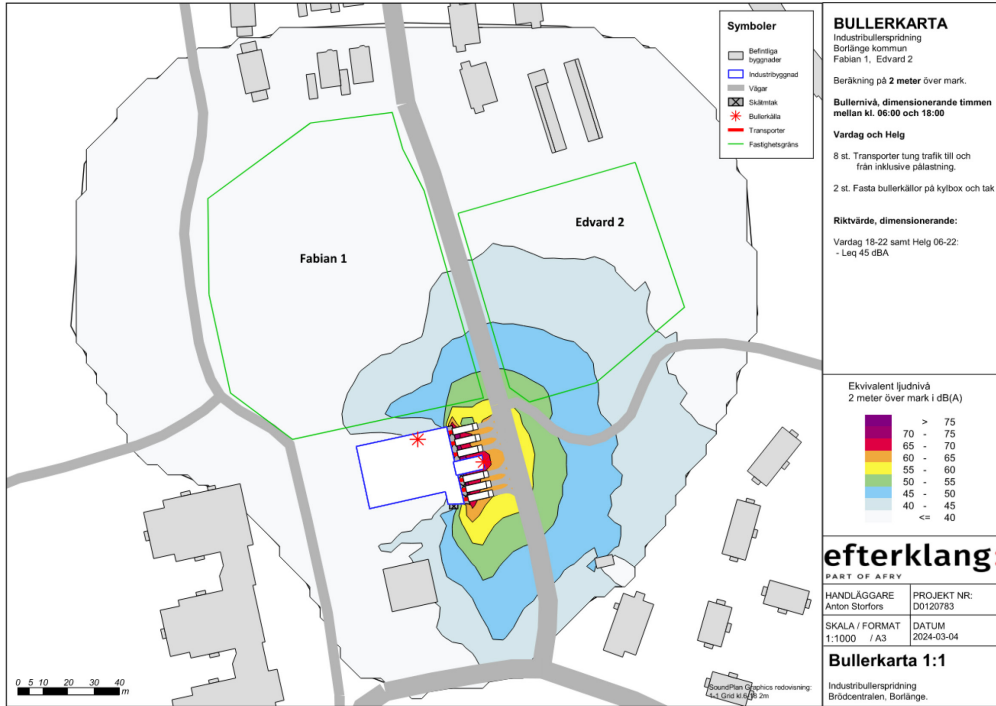 Symboler
Befintliga
byggnader
Industribyggnad
Vägar
Skärmtak
Bullerkälla
Transporter
Fastighetsgräns
Fabian 1
Edvard 2
0 5 10 20 30 40
m
SoundPlan Graphics redovisning:
2m
BULLERKARTA
Industribullerspridning
Borlänge kommun
Fabian 1, Edvard 2
Beräkning på 2 meter över mark.
Bullernivå, dimensionerande timmen
mellan kl. 06:00 och 18:00
Vardag och Helg
8 st. Transporter tung trafik till och
från inklusive pålastning.
2 st. Fasta bullerkällor på kylbox och tak
Riktvärde, dimensionerande:
Vardag 18-22 samt Helg 06-22:
- Leq 45 dBA
Ekvivalent ljudnivå
2 meter över mark i dB(A)
> 75
70 - 75
65 - 70
60 - 65
55 - 60
50 - 55
45 - 50
40 - 45
<= 40
efterklang:
PART OF AFRY
HANDLÄGGARE
Anton Storfors
PROJEKT NR:
D0120783
SKALA / FORMAT
1:1000 / A3
DATUM
2024-03-04
Bullerkarta 1:1
Industribullerspridning
Brödcentralen, Borlänge.